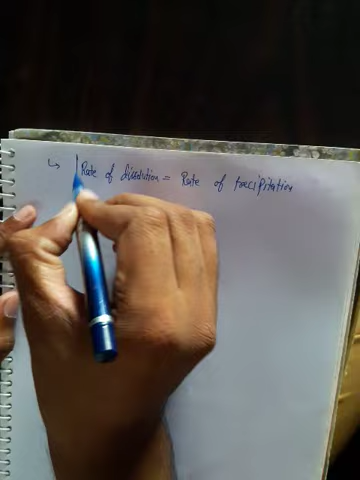 ↳ Rate of dissolution = Rate of precipitation